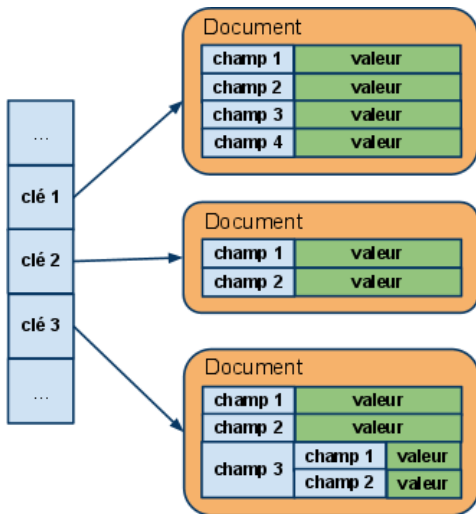 ...
clé 1
clé 2
clé 3
...
Document
champ 1 valeur
champ 2 valeur
champ 3 valeur
champ 4 valeur
Document
champ 1 valeur
champ 2 valeur
Document
champ 1 valeur
champ 2 valeur
champ 3
champ 1 valeur
champ 2 valeur